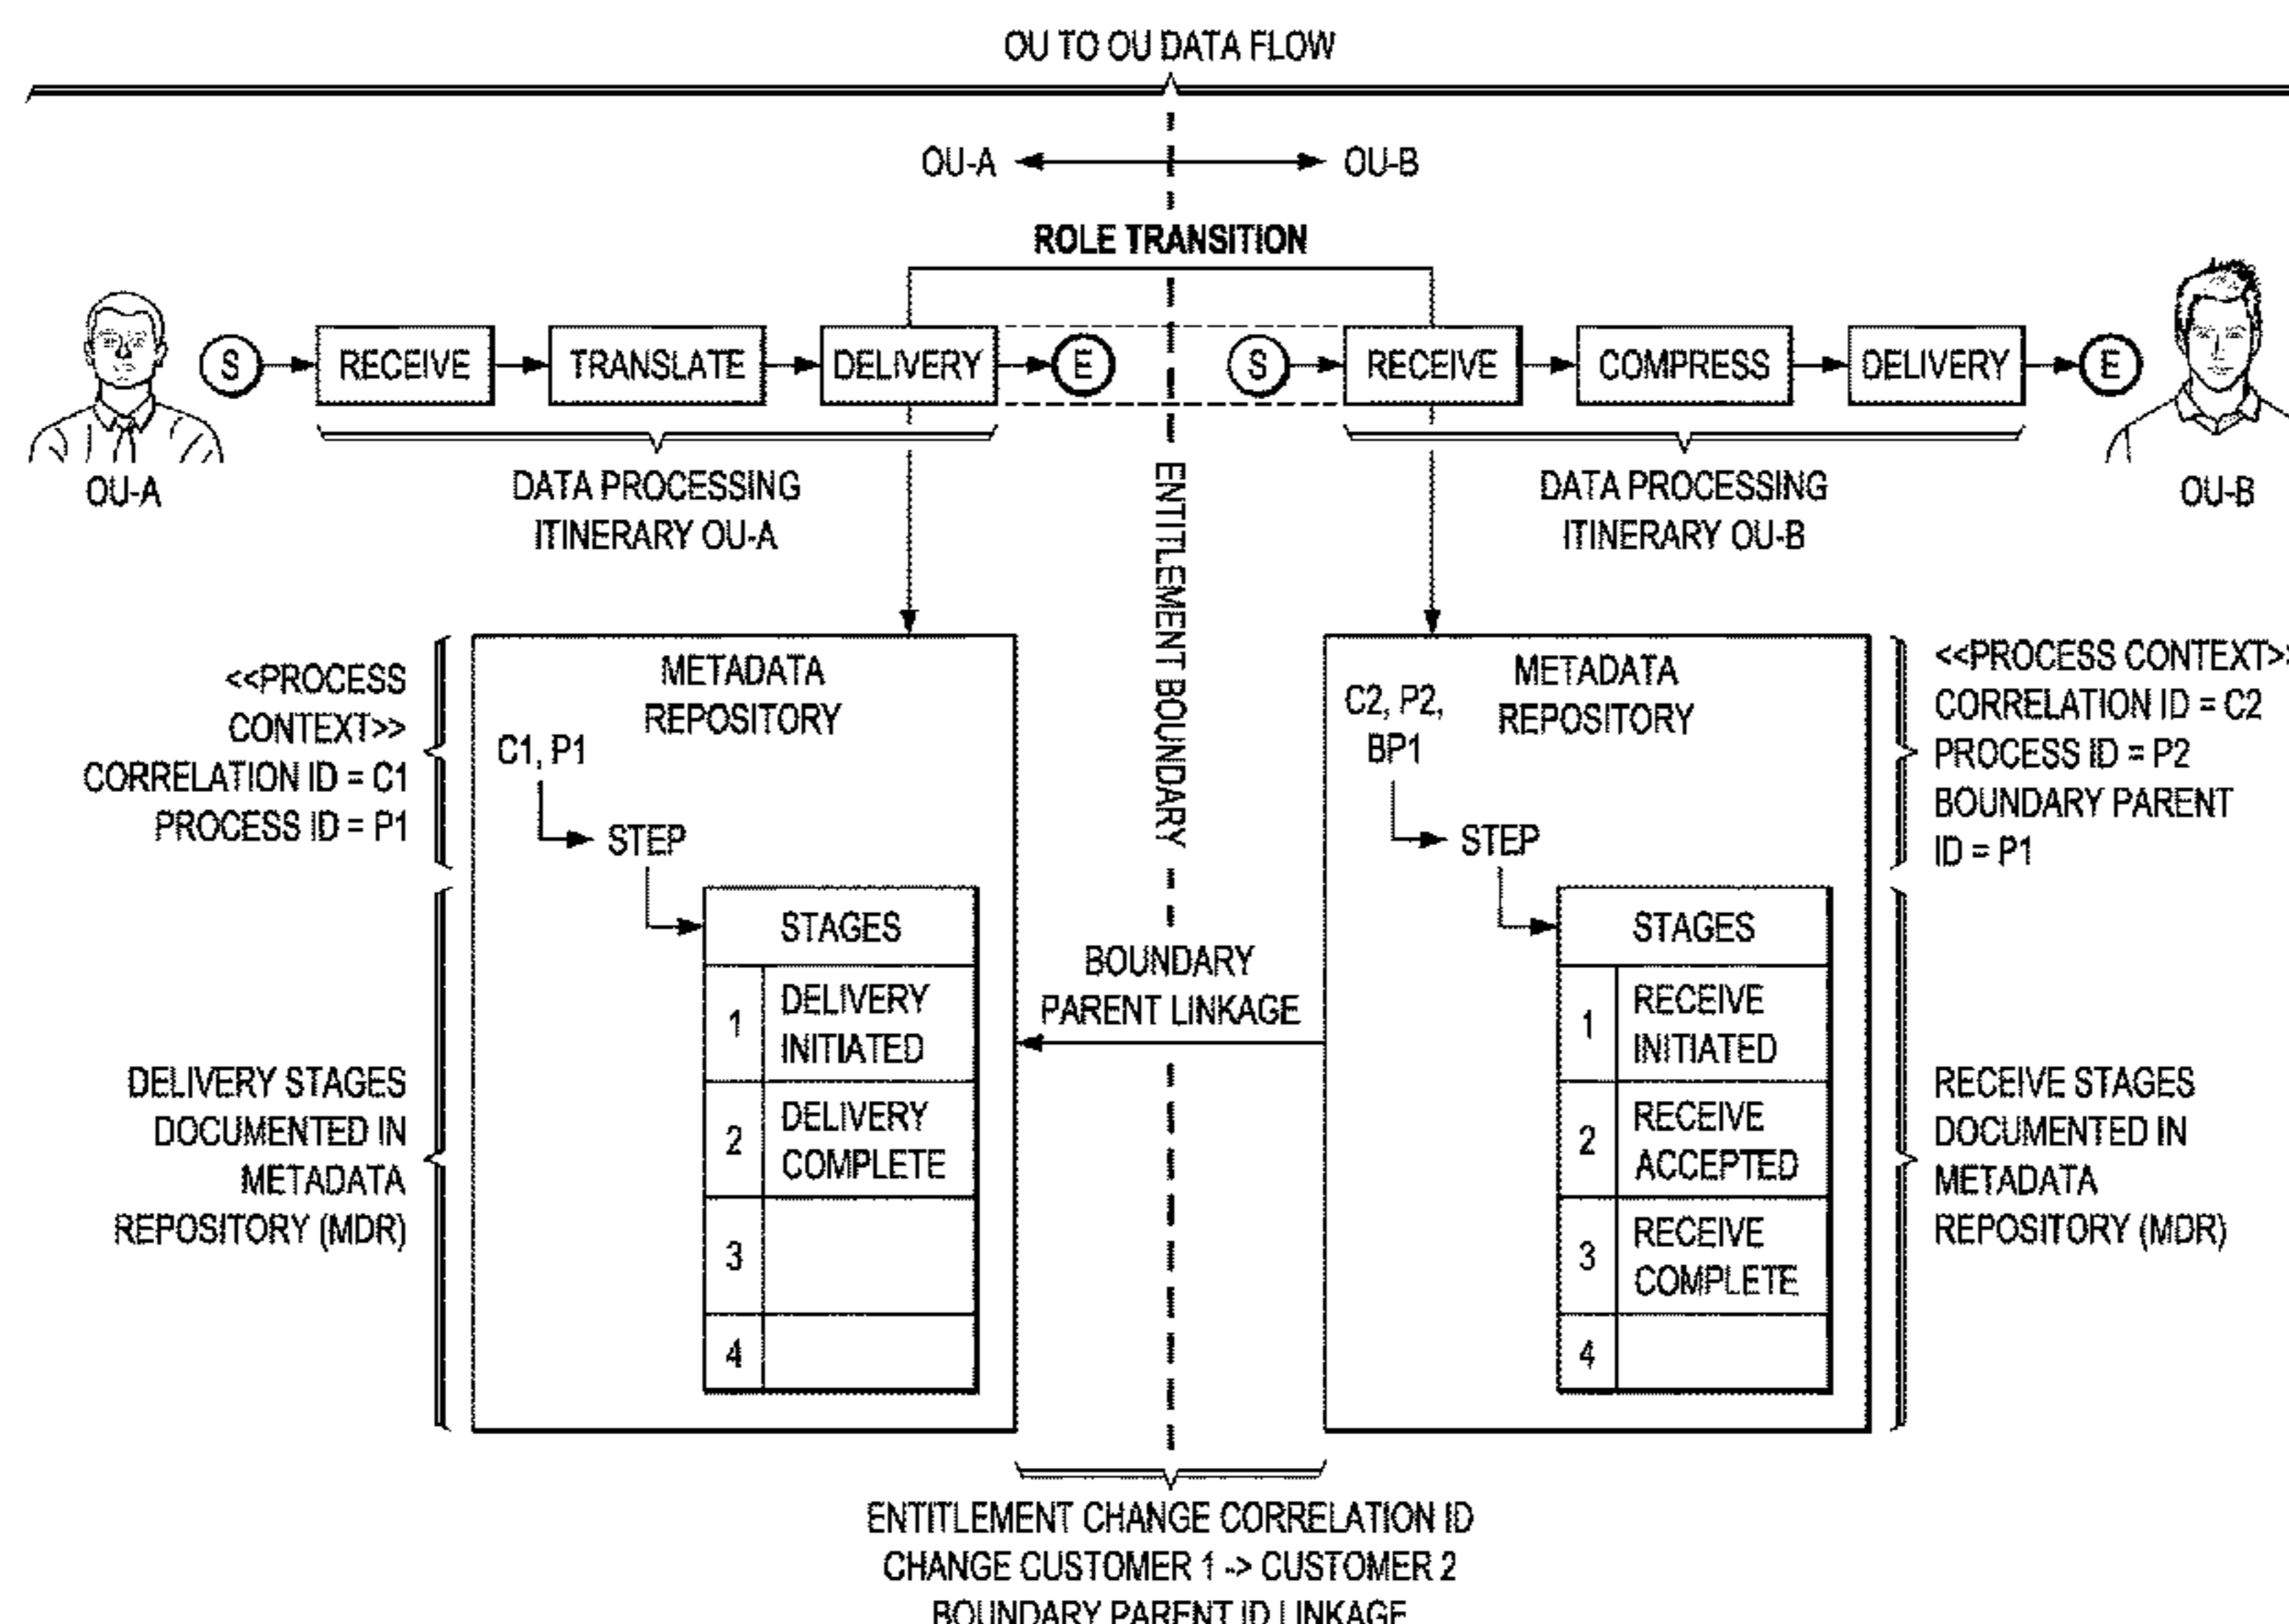 OU TO OU DATA FLOW
OU-A
OU-B
ROLE TRANSITION
S
RECEIVE
TRANSLATE
DELIVERY
E
S
RECEIVE
COMPRESS
DELIVERY
E
OU-A
DATA PROCESSING
ITINERARY OU-A
ENTITLEMENT BOUNDARY
DATA PROCESSING
ITINERARY OU-B
OU-B
<<PROCESS
CONTEXT>>
CORRELATION ID = C1
PROCESS ID = P1
METADATA
REPOSITORY
C1, P1
STEP
STAGES
1
DELIVERY
INITIATED
2
DELIVERY
COMPLETE
3
4
DELIVERY STAGES
DOCUMENTED IN
METADATA
REPOSITORY (MDR)
BOUNDARY
PARENT LINKAGE
METADATA
REPOSITORY
C2, P2,
BP1
STEP
STAGES
1
RECEIVE
INITIATED
2
RECEIVE
ACCEPTED
3
RECEIVE
COMPLETE
4
<<PROCESS CONTEXT>>
CORRELATION ID = C2
PROCESS ID = P2
BOUNDARY PARENT
ID = P1
RECEIVE STAGES
DOCUMENTED IN
METADATA
REPOSITORY (MDR)
ENTITLEMENT CHANGE CORRELATION ID
CHANGE CUSTOMER 1 -> CUSTOMER 2
BOUNDARY PARENT ID LINKAGE